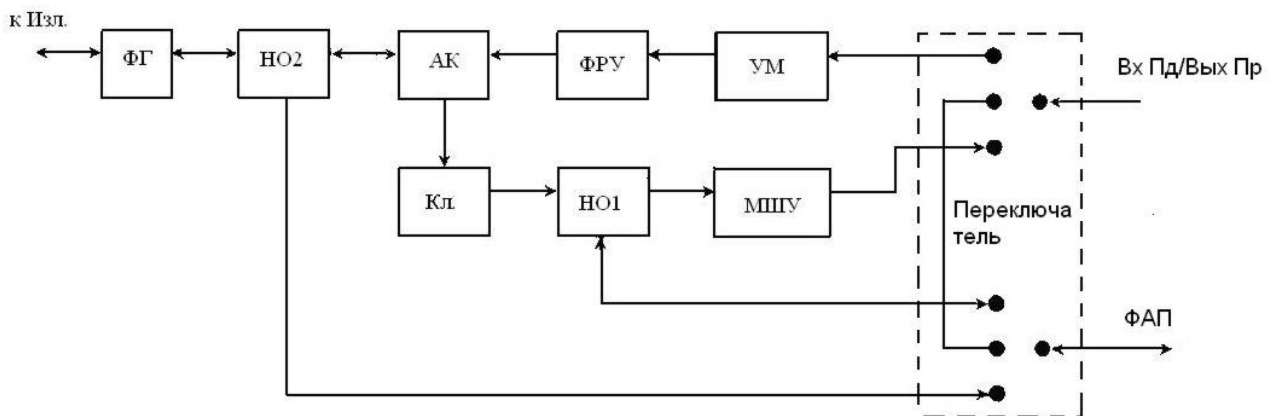 к Изл.
ФГ
НО2
АК
ФРУ
УМ
Вх Пд/Вых Пр
Кл.
НО1
МШУ
Переключа
тель
ФАП